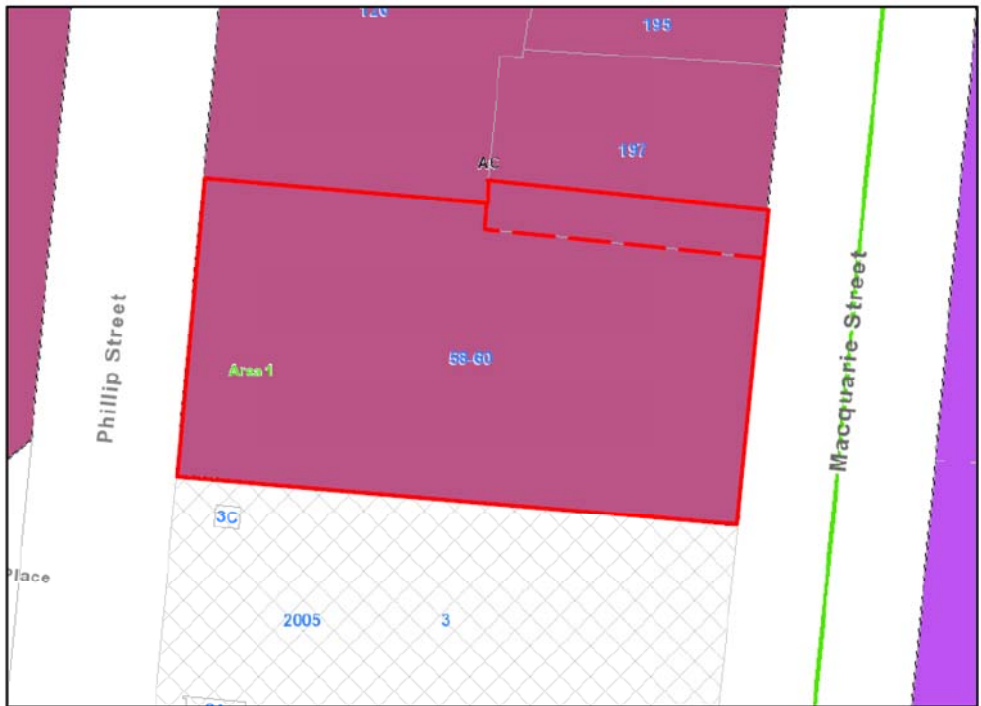 195
197
AC
Phillip Street
Macquarie Street
58-60
Area 1
3C
Place
2005
3